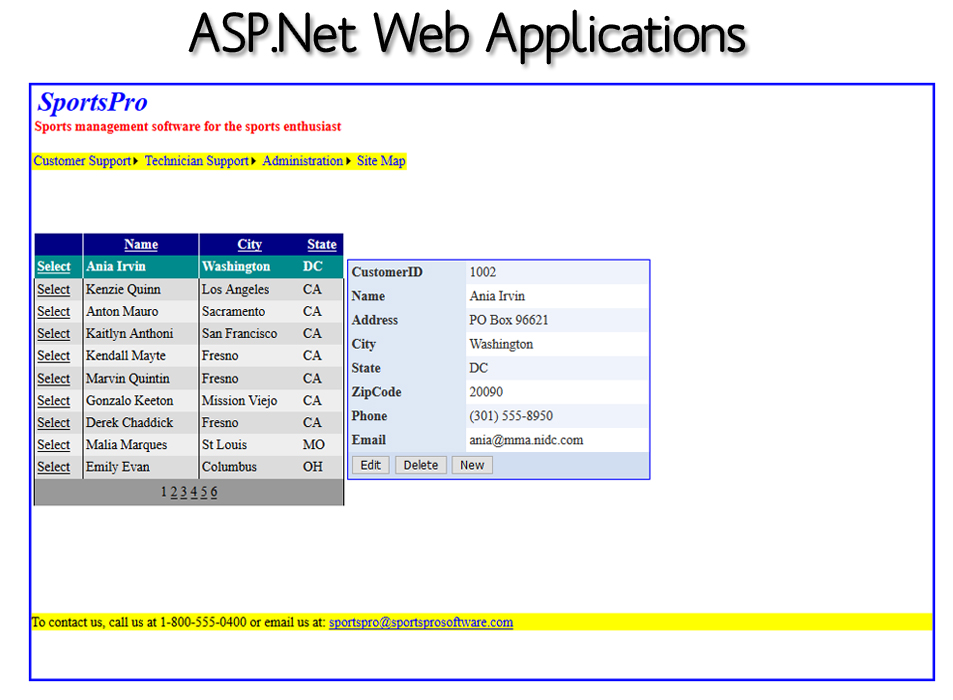 ASP.Net Web Applications
SportsPro
Sports management software for the sports enthusiast
Customer Support Technician Support Administration Site Map
Name City State
Select Ania Irvin Washington DC
Select Kenzie Quinn Los Angeles CA
Select Anton Mauro Sacramento CA
Select Kaitlyn Anthoni San Francisco CA
Select Kendall Mayte Fresno CA
Select Marvin Quintin Fresno CA
Select Gonzalo Keeton Mission Viejo CA
Select Derek Chaddick Fresno CA
Select Malia Marques St Louis MO
Select Emily Evan Columbus OH
1 2 3 4 5 6
CustomerID 1002
Name Ania Irvin
Address PO Box 96621
City Washington
State DC
ZipCode 20090
Phone (301) 555-8950
Email ania@mma.nidc.com
Edit Delete New
To contact us, call us at 1-800-555-0400 or email us at: sportspro@sportsprosoftware.com